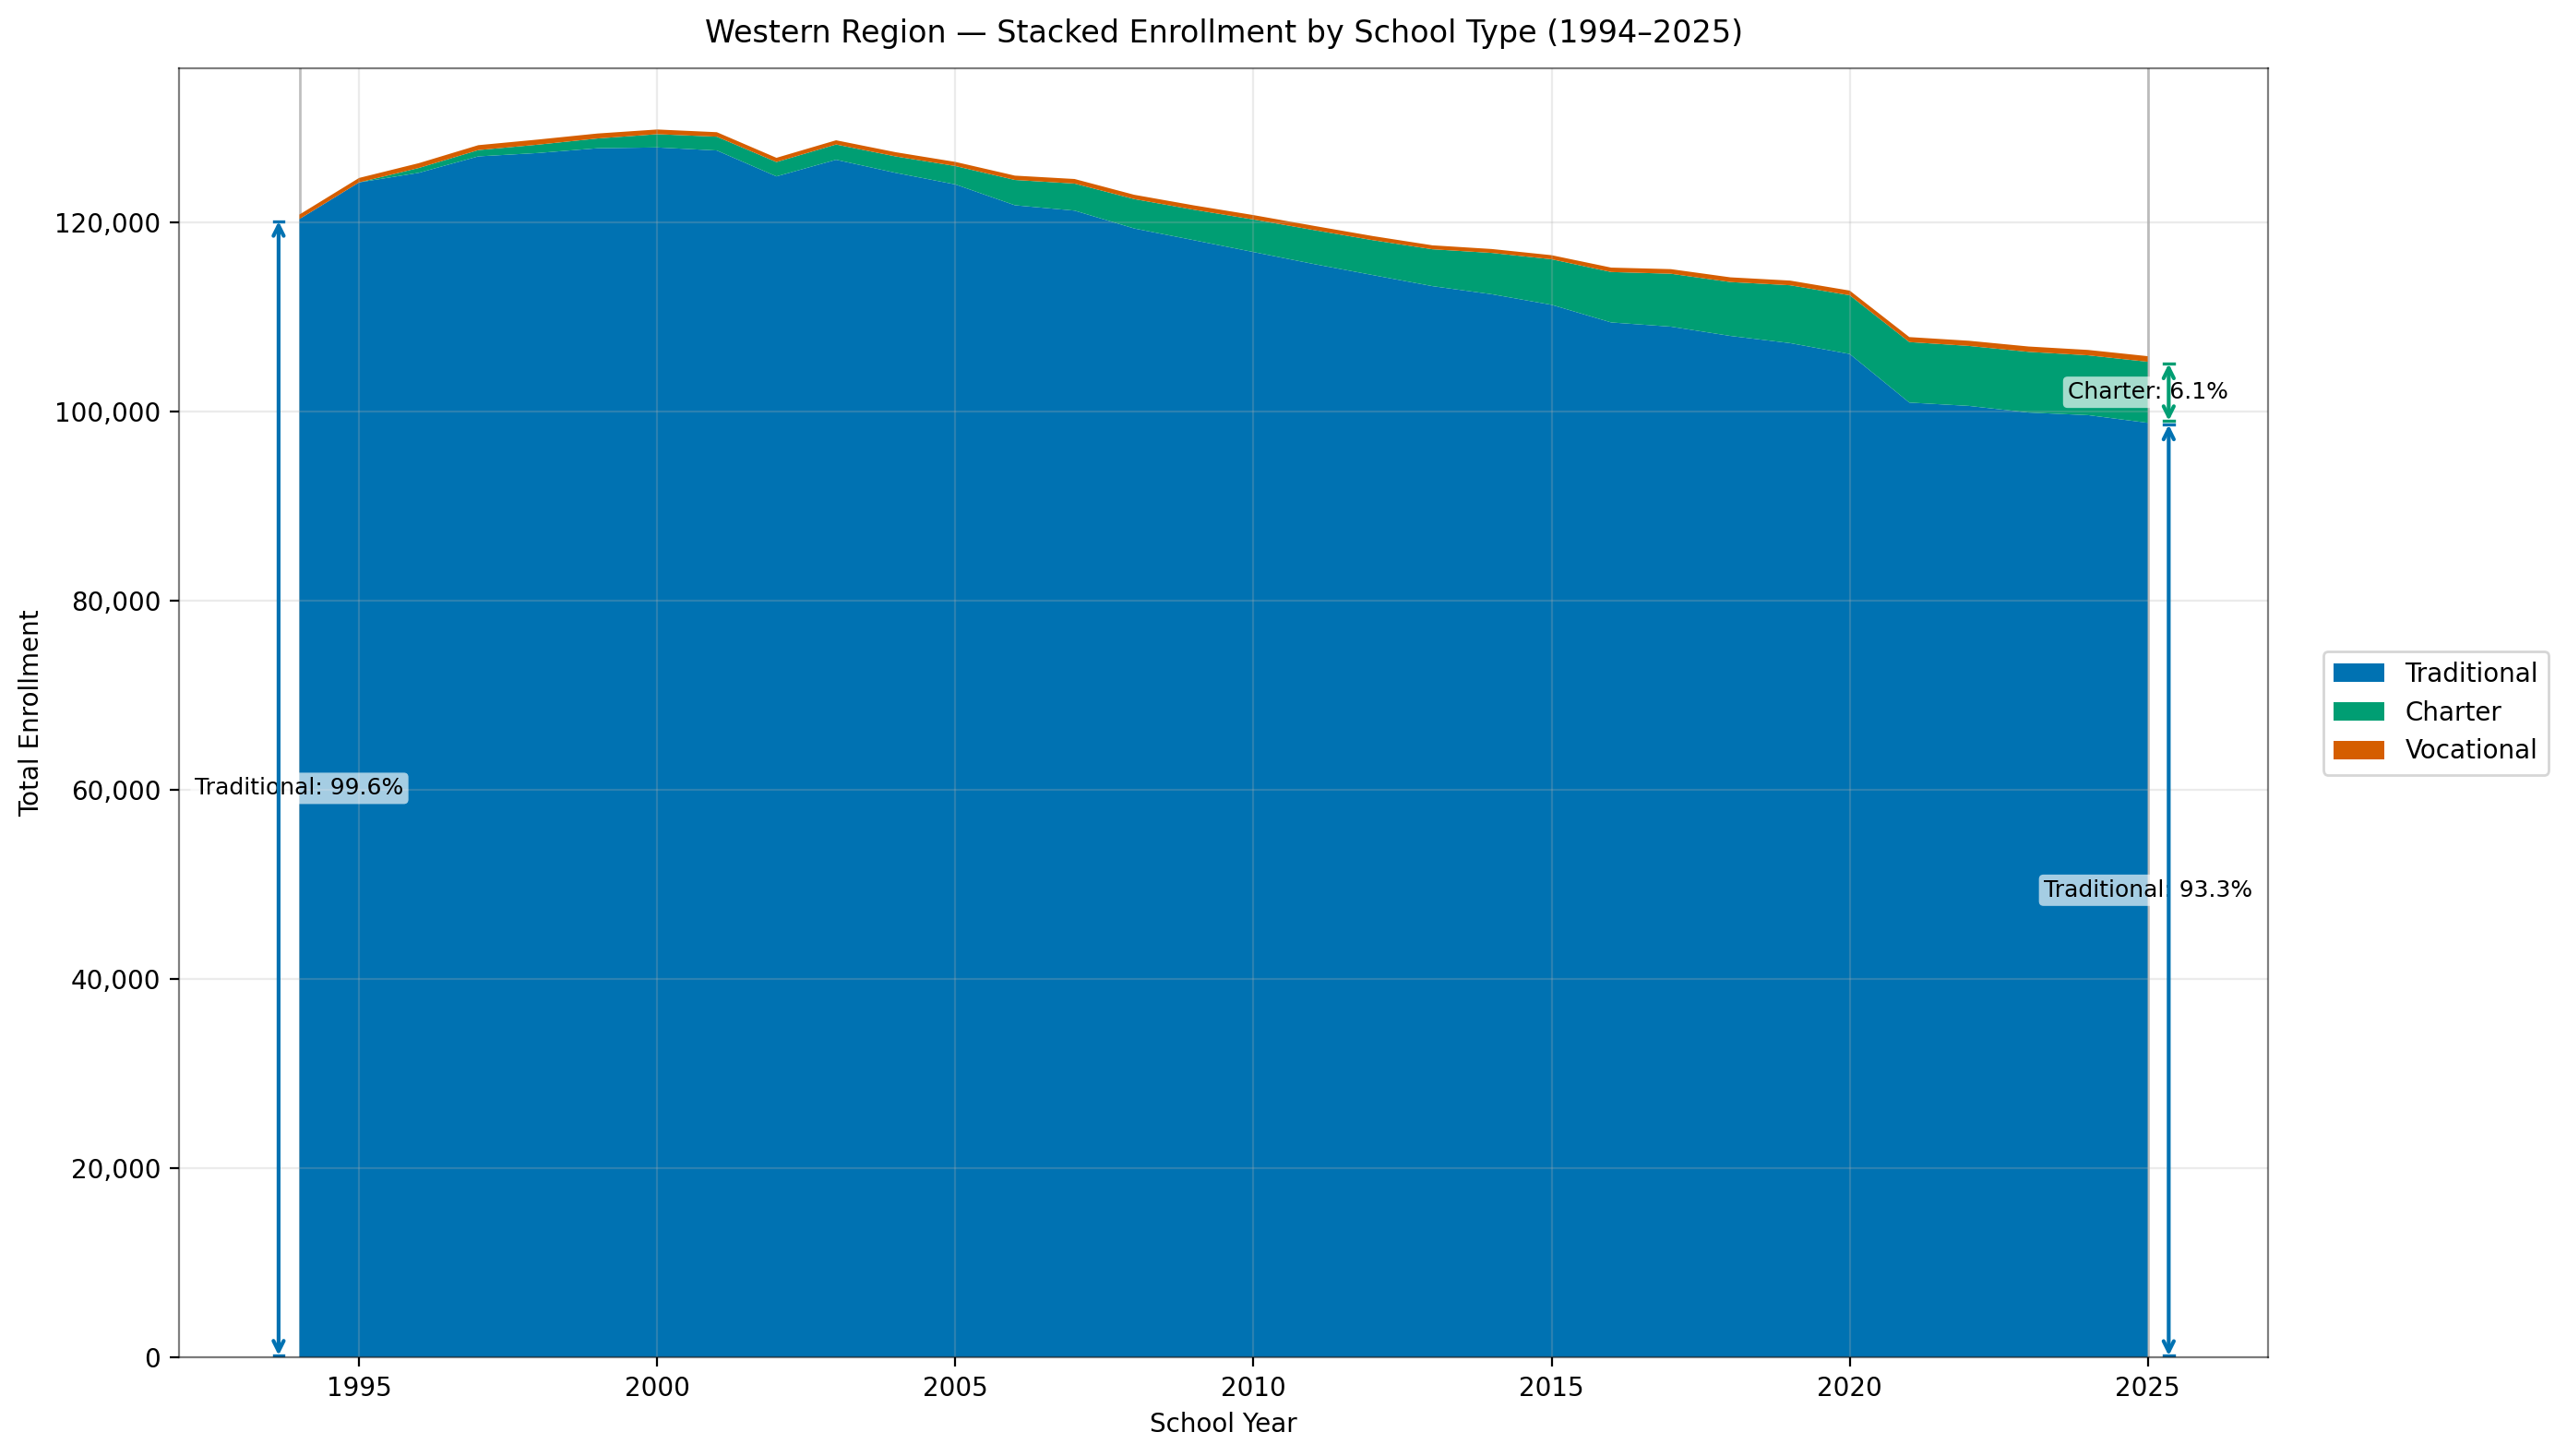 Western Region — Stacked Enrollment by School Type (1994–2025)
Total Enrollment
120,000
100,000
80,000
60,000
40,000
20,000
0
Traditional: 99.6%
Charter: 6.1%
Traditional: 93.3%
Traditional
Charter
Vocational
1995
2000
2005
2010
2015
2020
2025
School Year